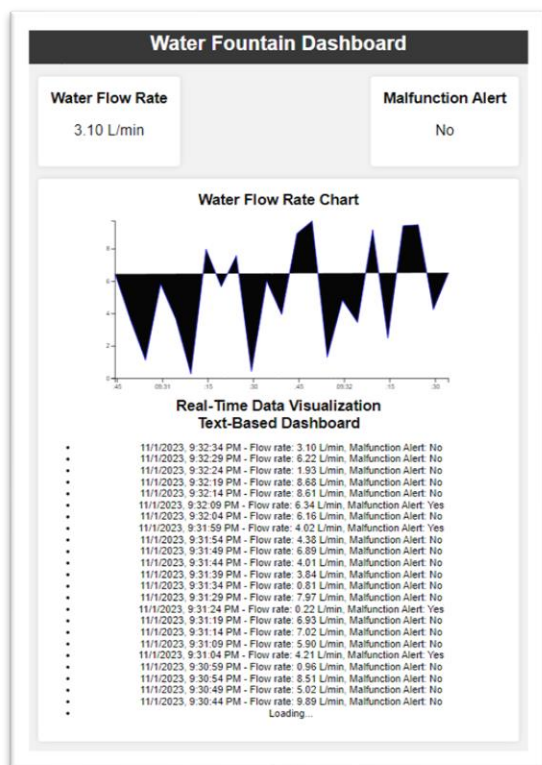 Water Fountain Dashboard
Water Flow Rate
3.10 L/min
Malfunction Alert
No
Water Flow Rate Chart
8
6
4
2
0
:45 09:31 :15 :30 :45 09:32 :15 :30
Real-Time Data Visualization
Text-Based Dashboard
11/1/2023, 9:32:34 PM - Flow rate: 3.10 L/min, Malfunction Alert: No
11/1/2023, 9:32:29 PM - Flow rate: 6.22 L/min, Malfunction Alert: No
11/1/2023, 9:32:24 PM - Flow rate: 1.93 L/min, Malfunction Alert: No
11/1/2023, 9:32:19 PM - Flow rate: 8.68 L/min, Malfunction Alert: No
11/1/2023, 9:32:14 PM - Flow rate: 8.61 L/min, Malfunction Alert: No
11/1/2023, 9:32:09 PM - Flow rate: 6.34 L/min, Malfunction Alert: Yes
11/1/2023, 9:32:04 PM - Flow rate: 6.16 L/min, Malfunction Alert: No
11/1/2023, 9:31:59 PM - Flow rate: 4.02 L/min, Malfunction Alert: Yes
11/1/2023, 9:31:54 PM - Flow rate: 4.38 L/min, Malfunction Alert: No
11/1/2023, 9:31:49 PM - Flow rate: 6.89 L/min, Malfunction Alert: No
11/1/2023, 9:31:44 PM - Flow rate: 4.01 L/min, Malfunction Alert: No
11/1/2023, 9:31:39 PM - Flow rate: 3.84 L/min, Malfunction Alert: No
11/1/2023, 9:31:34 PM - Flow rate: 0.81 L/min, Malfunction Alert: No
11/1/2023, 9:31:29 PM - Flow rate: 7.97 L/min, Malfunction Alert: No
11/1/2023, 9:31:24 PM - Flow rate: 0.22 L/min, Malfunction Alert: Yes
11/1/2023, 9:31:19 PM - Flow rate: 6.93 L/min, Malfunction Alert: No
11/1/2023, 9:31:14 PM - Flow rate: 7.02 L/min, Malfunction Alert: No
11/1/2023, 9:31:09 PM - Flow rate: 5.90 L/min, Malfunction Alert: No
11/1/2023, 9:31:04 PM - Flow rate: 4.21 L/min, Malfunction Alert: Yes
11/1/2023, 9:30:59 PM - Flow rate: 0.96 L/min, Malfunction Alert: No
11/1/2023, 9:30:54 PM - Flow rate: 8.51 L/min, Malfunction Alert: No
11/1/2023, 9:30:49 PM - Flow rate: 5.02 L/min, Malfunction Alert: No
11/1/2023, 9:30:44 PM - Flow rate: 9.89 L/min, Malfunction Alert: No
Loading...